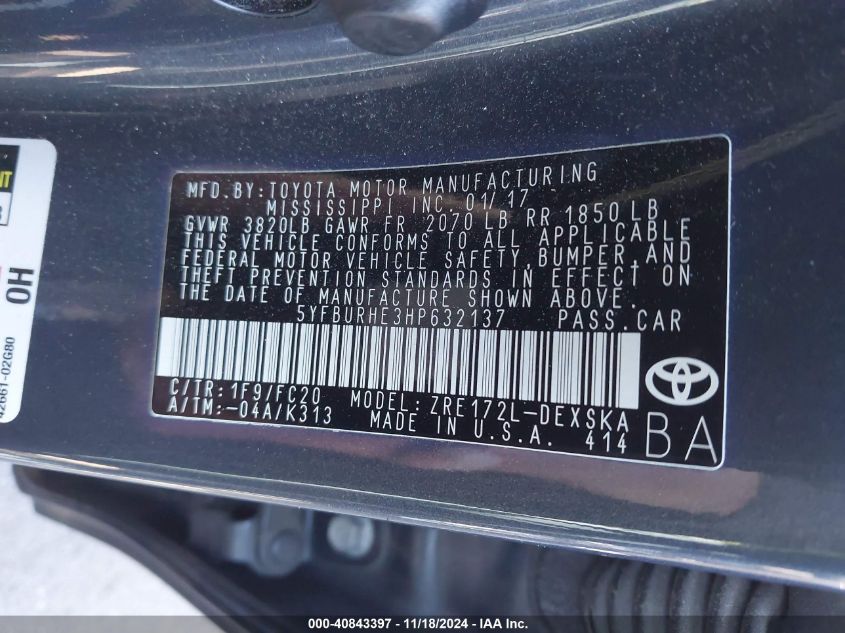 MFD.BY:TOYOTA MOTOR MANUFACTURING
MISSISSIPPI INC. 01/17
GVWR 3820LB GAWR FR 2070 LB RR 1850 LB
THIS VEHICLE CONFORMS TO ALL APPLICABLE
FEDERAL MOTOR VEHICLE SAFETY,BUMPER,AND
THEFT PREVENTION STANDARDS IN EFFECT ON
THE DATE OF MANUFACTURE SHOWN ABOVE.
5YFBURHE3HP632137 PASS.CAR
C/TR:1F9/FC20 MODEL:ZRE172L-DEXSKA
A/TM:-04A/K313 MADE IN U.S.A. 414
BA
OH
42661-02G80
000-40843397 - 11/18/2024 - IAA Inc.